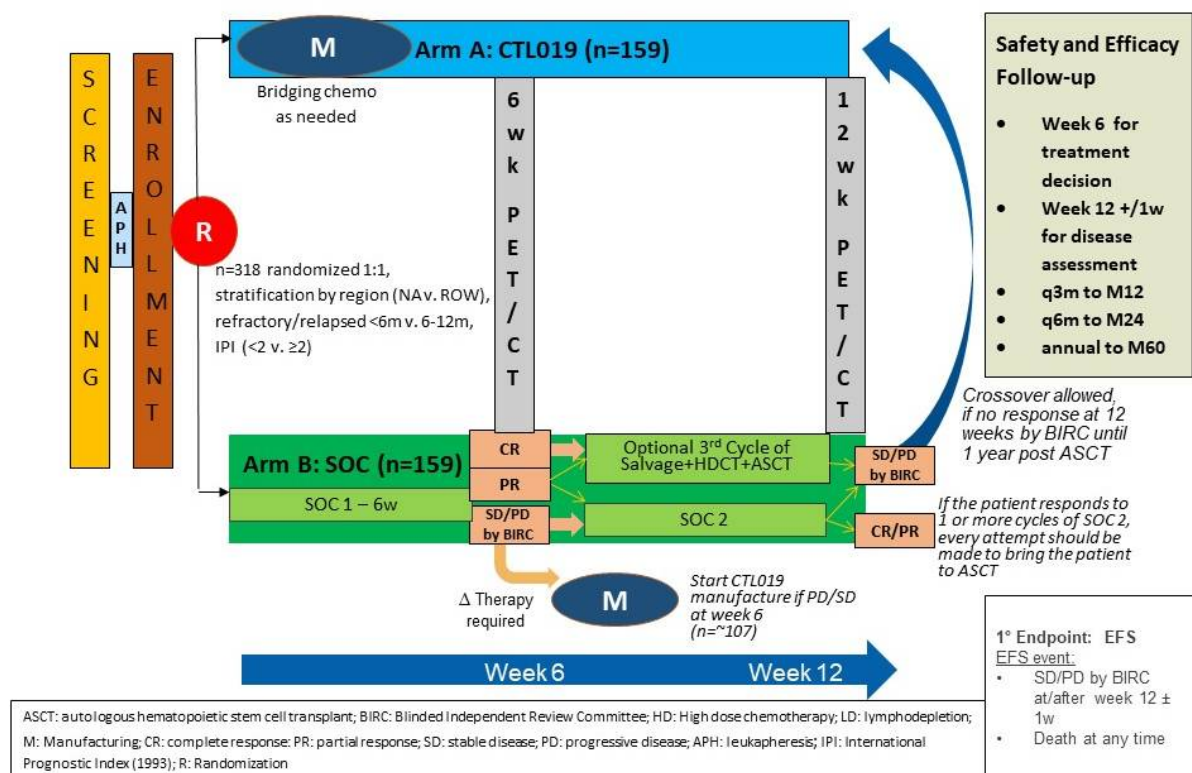 SCREENING
APH
ENROLLMENT
R
M
Arm A: CTL019 (n=159)
Bridging chemo
as needed
n=318 randomized 1:1,
stratification by region (NA v. ROW),
refractory/relapsed <6m v. 6-12m,
IPI (<2 v. ≥2)
6wk PET/CT
12wk PET/CT
Arm B: SOC (n=159)
SOC 1 – 6w
CR
PR
SD/PD
by BIRC
Optional 3rd Cycle of
Salvage+HDCT+ASCT
SOC 2
SD/PD
by BIRC
CR/PR
Δ Therapy
required
M
Start CTL019
manufacture if PD/SD
at week 6
(n=~107)
Week 6
Week 12
Safety and Efficacy
Follow-up
• Week 6 for
treatment
decision
• Week 12 +/1w
for disease
assessment
• q3m to M12
• q6m to M24
• annual to M60
Crossover allowed,
if no response at 12
weeks by BIRC until
1 year post ASCT
If the patient responds to
1 or more cycles of SOC 2,
every attempt should be
made to bring the patient
to ASCT
1° Endpoint: EFS
EFS event:
• SD/PD by BIRC
at/after week 12 ±
1w
• Death at any time
ASCT: autologous hematopoietic stem cell transplant; BIRC: Blinded Independent Review Committee; HD: High dose chemotherapy; LD: lymphodepletion;
M: Manufacturing; CR: complete response: PR: partial response; SD: stable disease; PD: progressive disease; APH: leukapheresis; IPI: International
Prognostic Index (1993); R: Randomization